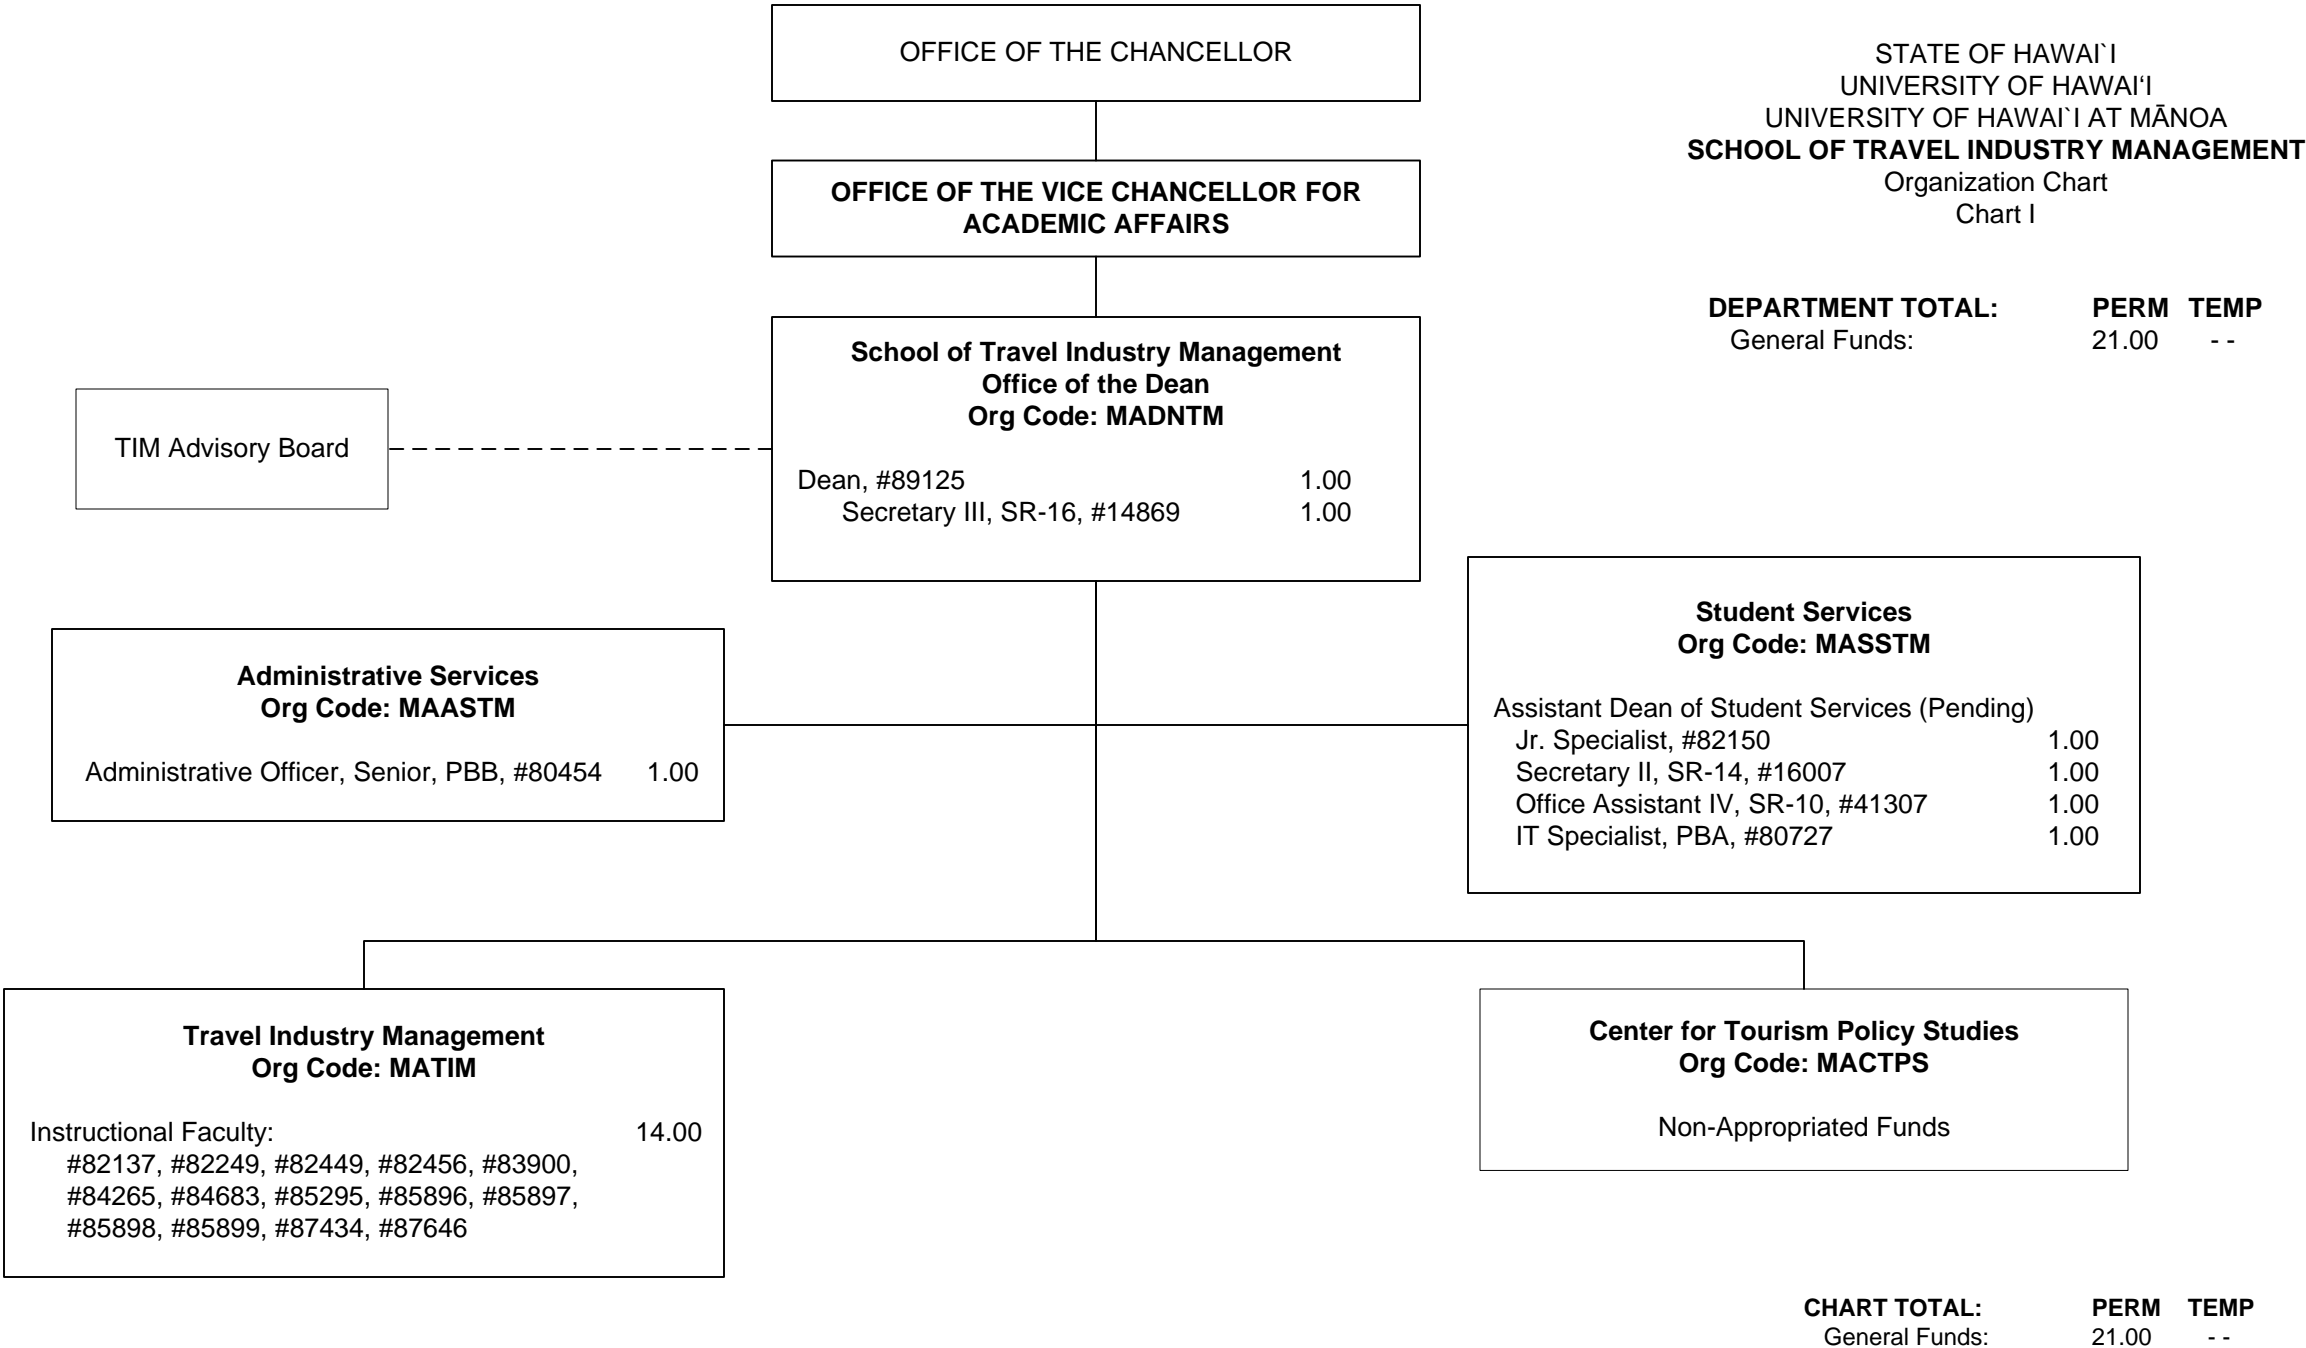 OFFICE OF THE CHANCELLOR
STATE OF HAWAI`I
UNIVERSITY OF HAWAI‘I
UNIVERSITY OF HAWAI`I AT MĀNOA
SCHOOL OF TRAVEL INDUSTRY MANAGEMENT
Organization Chart
Chart I
OFFICE OF THE VICE CHANCELLOR FOR
ACADEMIC AFFAIRS
DEPARTMENT TOTAL: PERM TEMP
General Funds: 21.00 - -
School of Travel Industry Management
Office of the Dean
Org Code: MADNTM
Dean, #89125 1.00
Secretary III, SR-16, #14869 1.00
TIM Advisory Board
Administrative Services
Org Code: MAASTM
Administrative Officer, Senior, PBB, #80454 1.00
Student Services
Org Code: MASSTM
Assistant Dean of Student Services (Pending)
Jr. Specialist, #82150 1.00
Secretary II, SR-14, #16007 1.00
Office Assistant IV, SR-10, #41307 1.00
IT Specialist, PBA, #80727 1.00
Travel Industry Management
Org Code: MATIM
Instructional Faculty: 14.00
#82137, #82249, #82449, #82456, #83900,
#84265, #84683, #85295, #85896, #85897,
#85898, #85899, #87434, #87646
Center for Tourism Policy Studies
Org Code: MACTPS
Non-Appropriated Funds
CHART TOTAL: PERM TEMP
General Funds: 21.00 - -